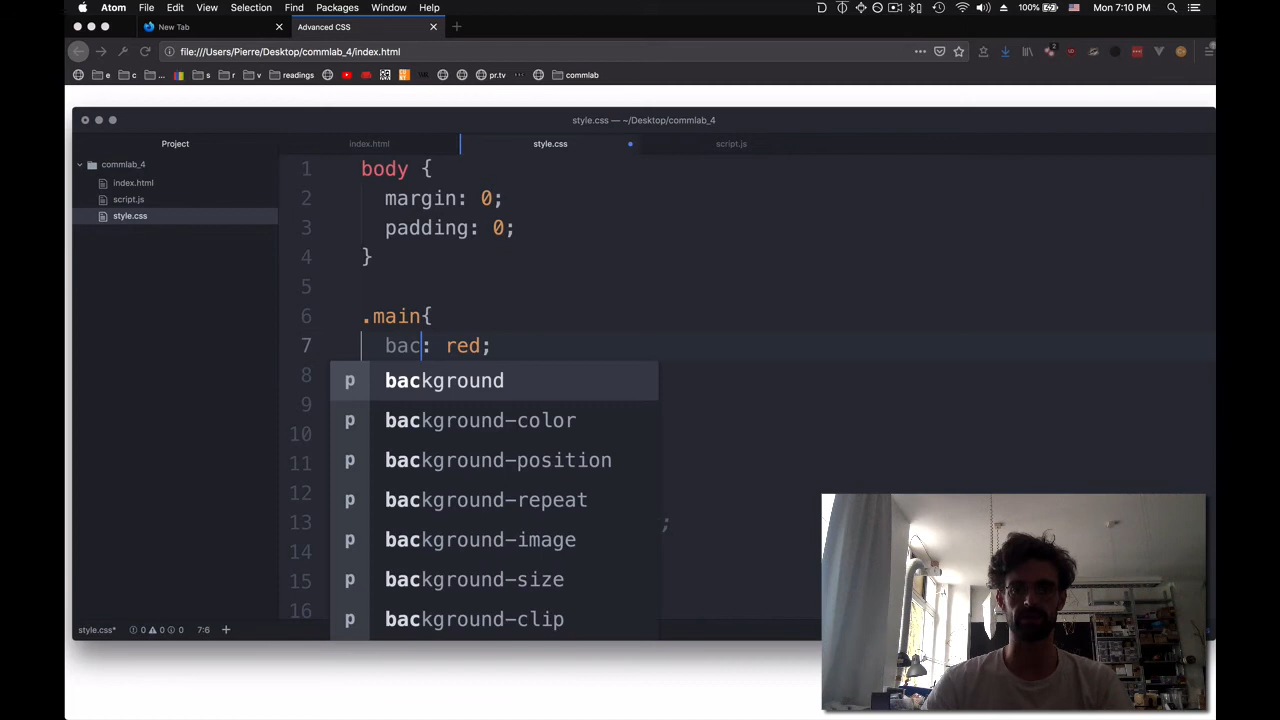 Atom File Edit View Selection Find Packages Window Help 100% Mon 7:10 PM
New Tab Advanced CSS
file:///Users/Pierre/Desktop/commlab_4/index.html
e c ... s r v readings pr.tv commlab
style.css — ~/Desktop/commlab_4
Project index.html style.css script.js
commlab_4
index.html
script.js
style.css
1 body {
2 margin: 0;
3 padding: 0;
4 }
5
6 .main{
7 bac: red;
8 p background
9
10 p background-color
11 p background-position
12 p background-repeat
13 ;
14 p background-image
15 p background-size
16 p background-clip
style.css* 0 0 0 7:6